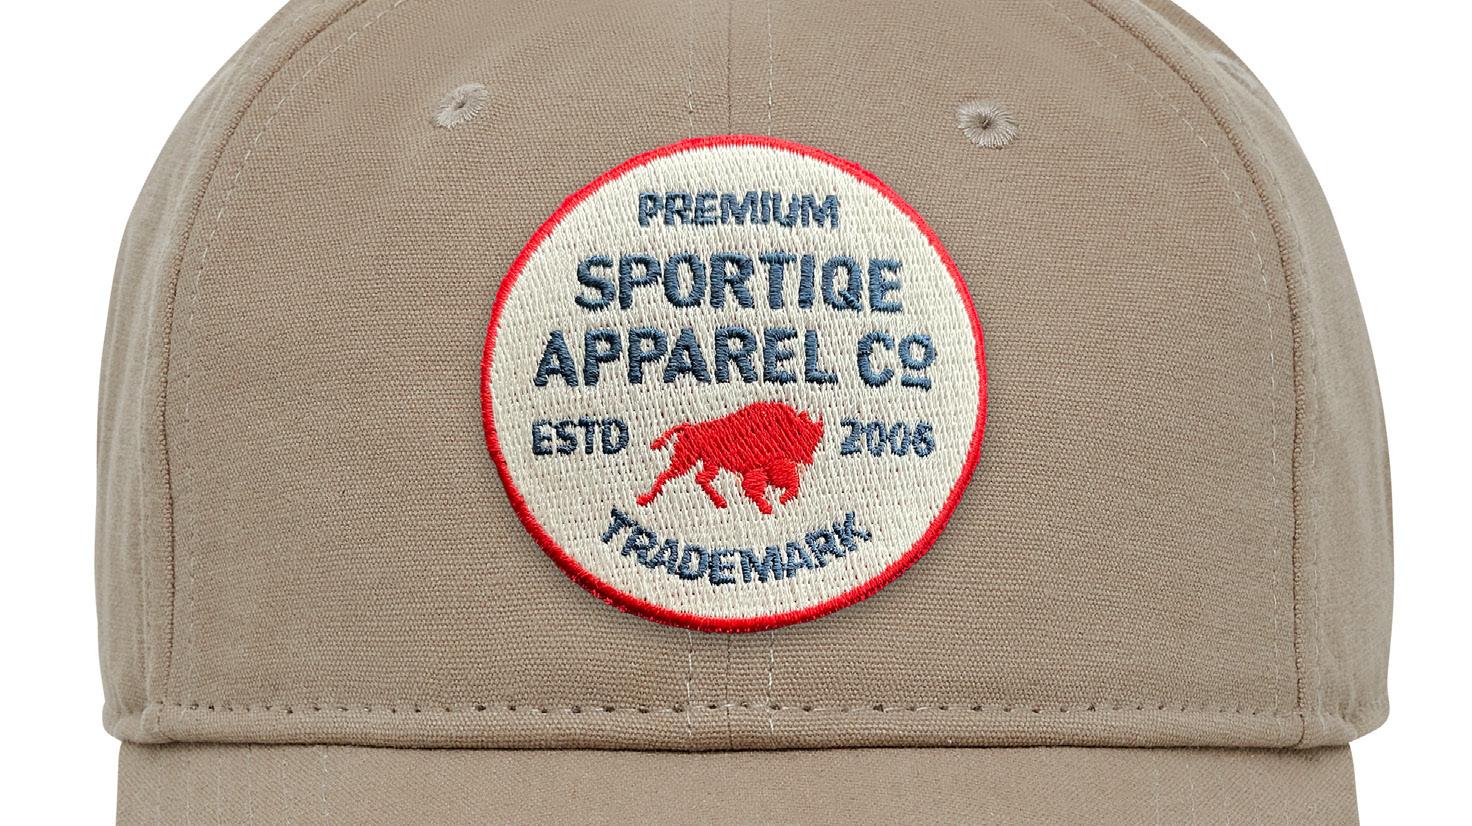 PREMIUM
SPORTIQE
APPAREL Co
ESTD 2006
TRADEMARK